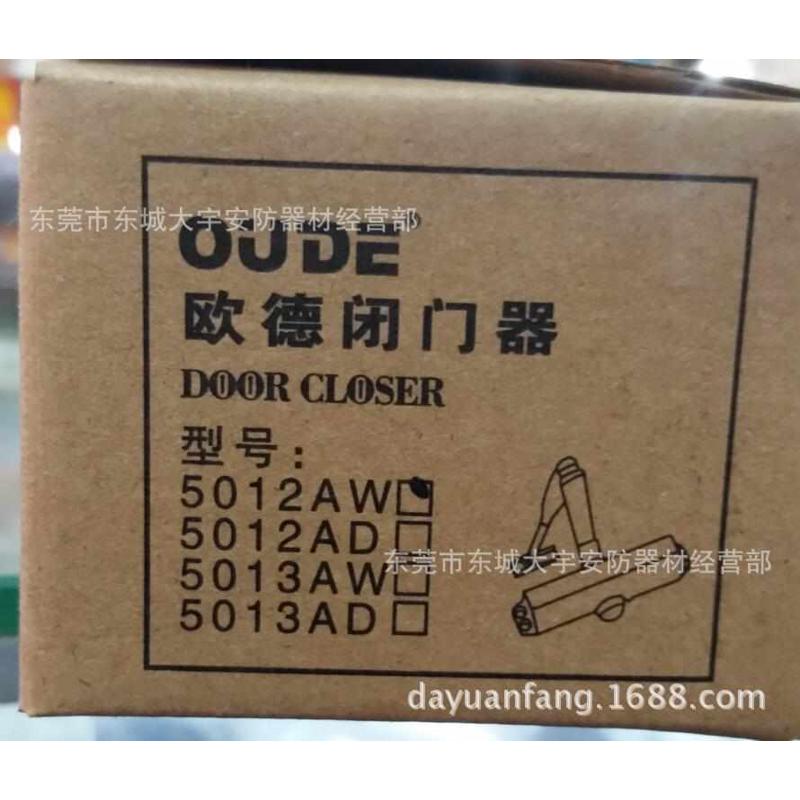 东莞市东城大宇安防器材经营部
OUDE
欧德闭门器
DOOR CLOSER
型号:
5012AW
5012AD
东莞市东城大宇安防器材经营部
5013AW
5013AD
dayuanfang.1688.com